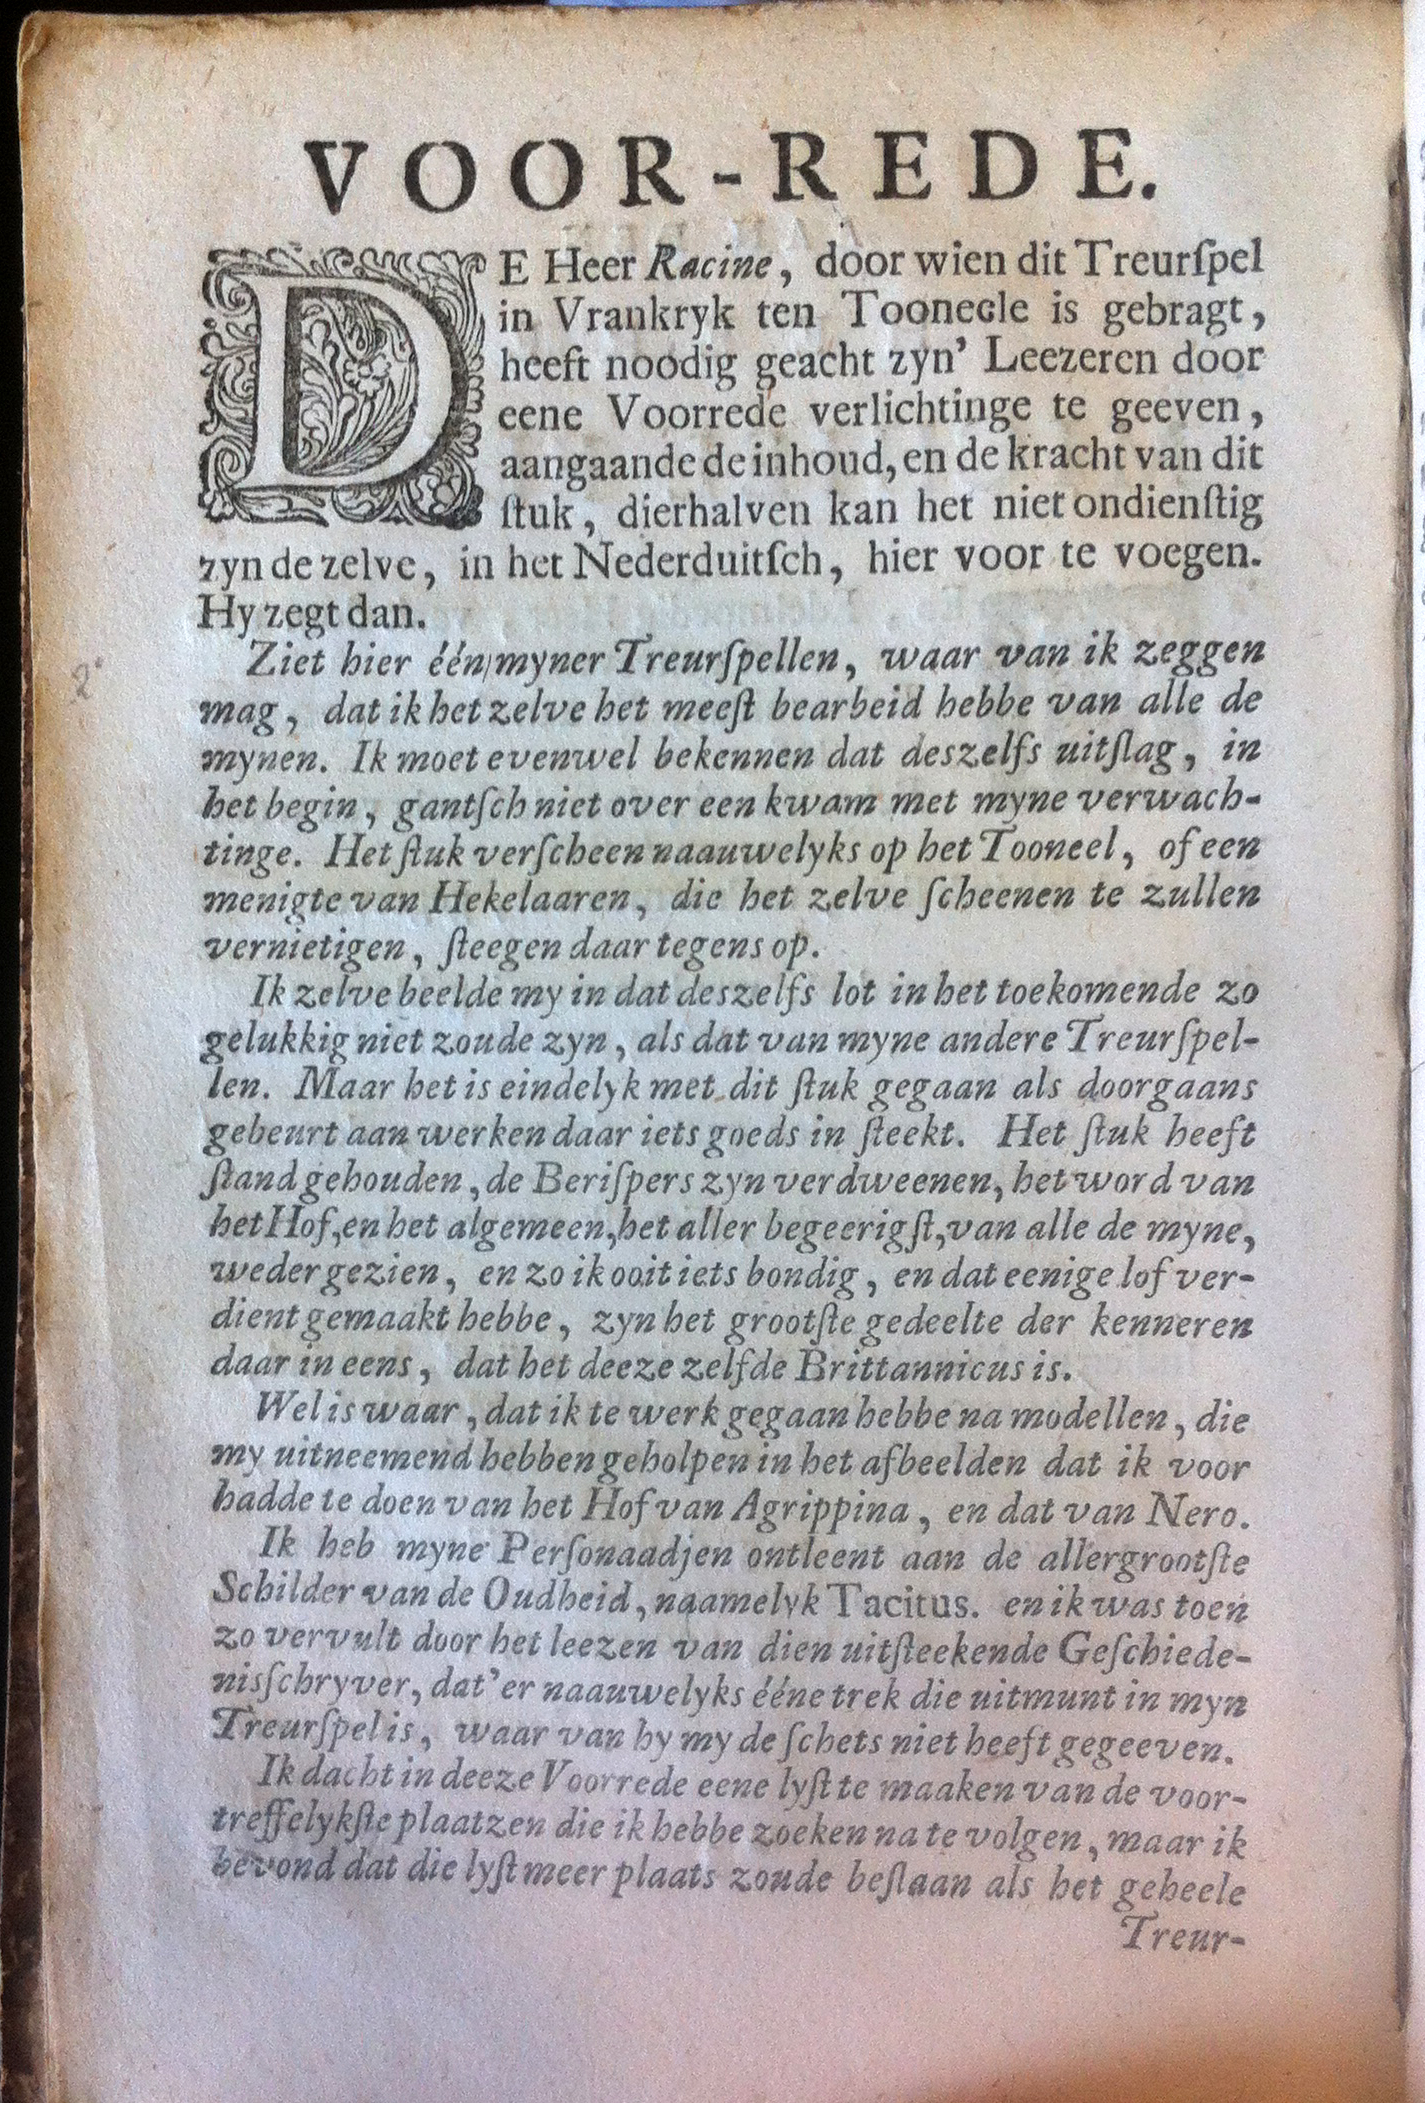 VOOR-REDE.
DE Heer Racine, door wien dit Treurſpel
in Vrankryk ten Tooneele is gebragt,
heeft noodig geacht zyn' Leezeren door
eene Voorrede verlichtinge te geeven,
aangaande de inhoud, en de kracht van dit
ſtuk, dierhalven kan het niet ondienſtig
zyn de zelve, in het Nederduitſch, hier voor te voegen.
Hy zegt dan.
Ziet hier één myner Treurſpellen, waar van ik zeggen
mag, dat ik het zelve het meeſt bearbeid hebbe van alle de
mynen. Ik moet evenwel bekennen dat deszelfs uitſlag, in
het begin, gantſch niet over een kwam met myne verwach-
tinge. Het ſtuk verſcheen naauwelyks op het Tooneel, of een
menigte van Hekelaaren, die het zelve ſcheenen te zullen
vernietigen, ſteegen daar tegens op.
Ik zelve beelde my in dat deszelfs lot in het toekomende zo
gelukkig niet zoude zyn, als dat van myne andere Treurſpel-
len. Maar het is eindelyk met dit ſtuk gegaan als doorgaans
gebeurt aan werken daar iets goeds in ſteekt. Het ſtuk heeft
ſtand gehouden, de Beriſpers zyn verdweenen, het word van
het Hof, en het algemeen, het aller begeerigſt, van alle de myne,
weder gezien, en zo ik ooit iets bondig, en dat eenige lof ver-
dient gemaakt hebbe, zyn het grootſte gedeelte der kenneren
daar in eens, dat het deeze zelfde Brittannicus is.
Wel is waar, dat ik te werk gegaan hebbe na modellen, die
my uitneemend hebben geholpen in het afbeelden dat ik voor
hadde te doen van het Hof van Agrippina, en dat van Nero.
Ik heb myne Perſonaadjen ontleent aan de allergrootſte
Schilder van de Oudheid, naamelyk Tacitus. en ik was toen
zo vervult door het leezen van dien uitſteekende Geſchiede-
nisſchryver, dat'er naauwelyks ééne trek die uitmunt in myn
Treurſpel is, waar van hy my de ſchets niet heeft gegeeven.
Ik dacht in deeze Voorrede eene lyſt te maaken van de voor-
treffelykſte plaatzen die ik hebbe zoeken na te volgen, maar ik
bevond dat die lyſt meer plaats zoude beſlaan als het geheele
Treur-
2